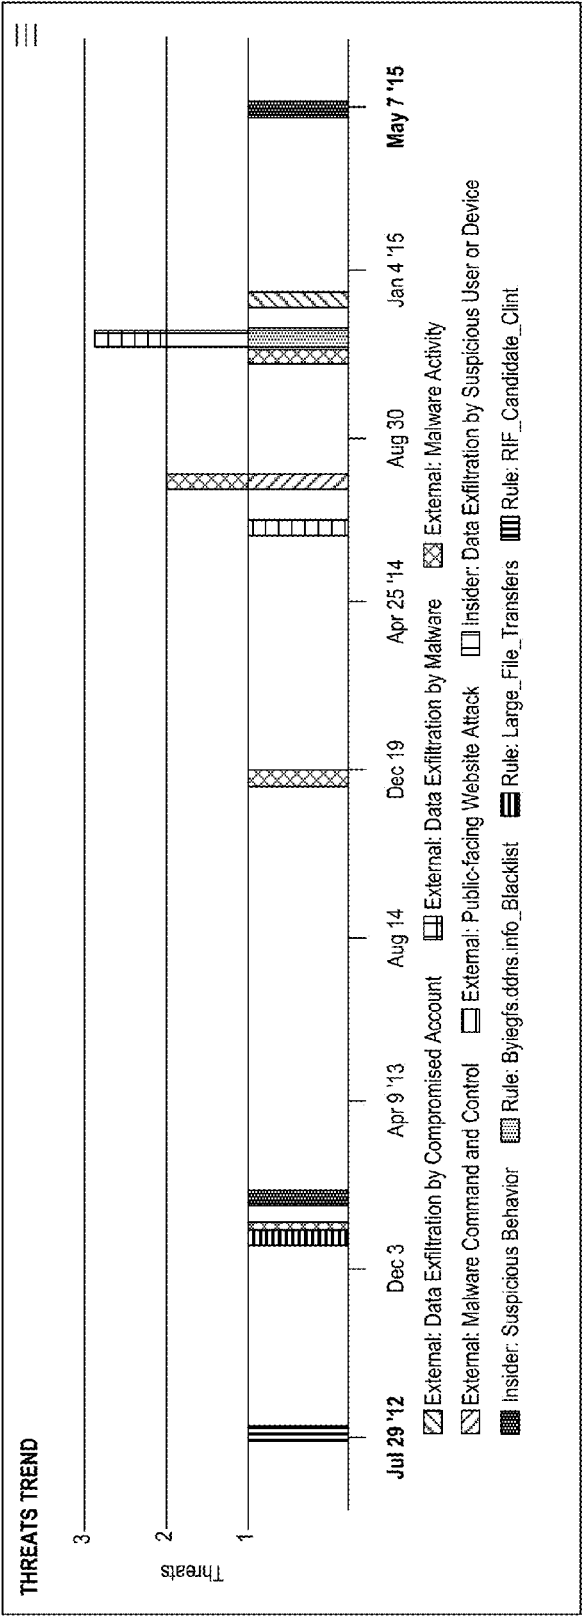 THREATS TREND
3
2
1
Threats
Jul 29 '12
Dec 3
Apr 9 '13
Aug 14
Dec 19
Apr 25 '14
Aug 30
Jan 4 '15
May 7 '15
External: Data Exfiltration by Compromised Account
External: Data Exfiltration by Malware
External: Malware Activity
External: Malware Command and Control
External: Public-facing Website Attack
Insider: Data Exfiltration by Suspicious User or Device
Insider: Suspicious Behavior
Rule: Byiegfs.ddns.info_Blacklist
Rule: Large_File_Transfers
Rule: RIF_Candidate_Clint